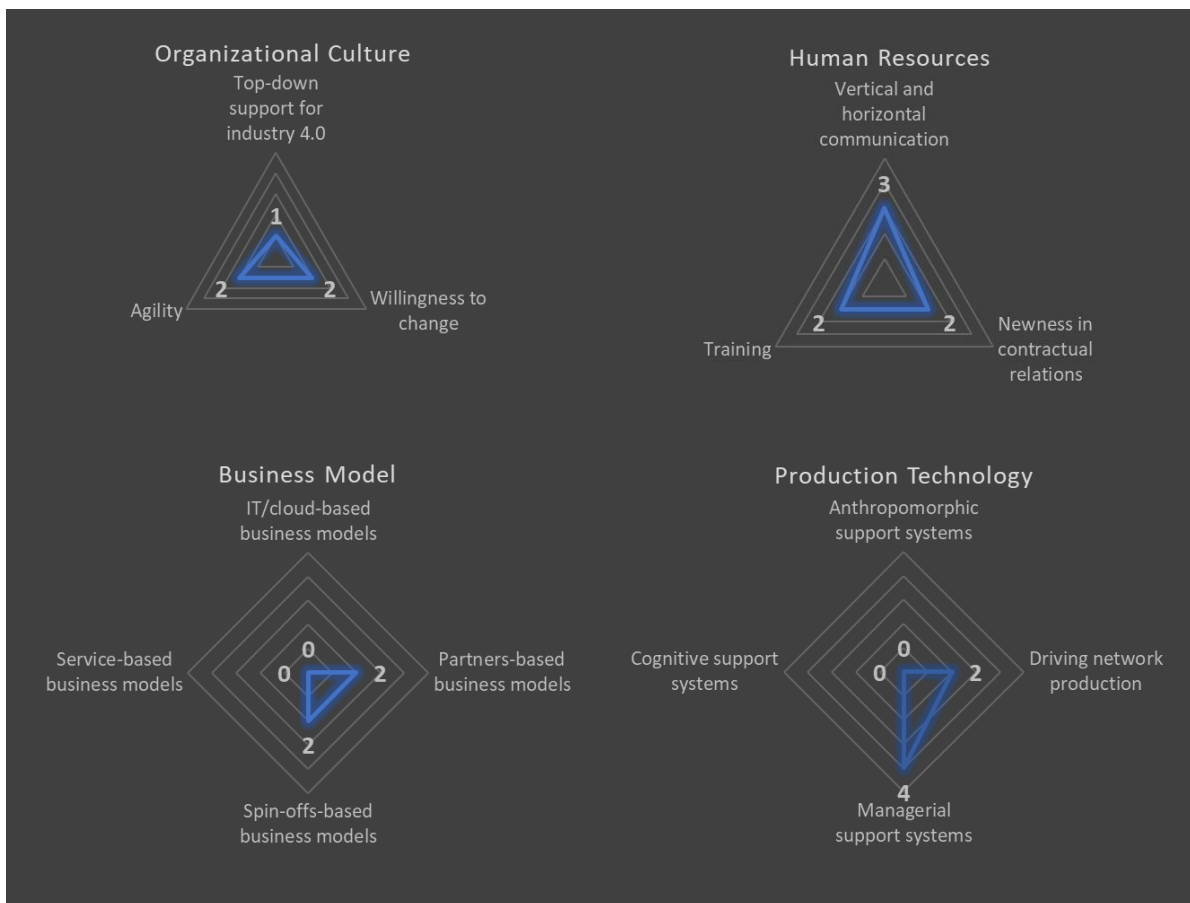 Organizational Culture
Top-down
support for
industry 4.0
1
2
2
Agility
Willingness to
change
Human Resources
Vertical and
horizontal
communication
3
2
2
Training
Newness in
contractual
relations
Business Model
IT/cloud-based
business models
0
Service-based
business models
0
2
Partners-based
business models
2
Spin-offs-based
business models
Production Technology
Anthropomorphic
support systems
0
Cognitive support
systems
0
2
Driving network
production
4
Managerial
support systems